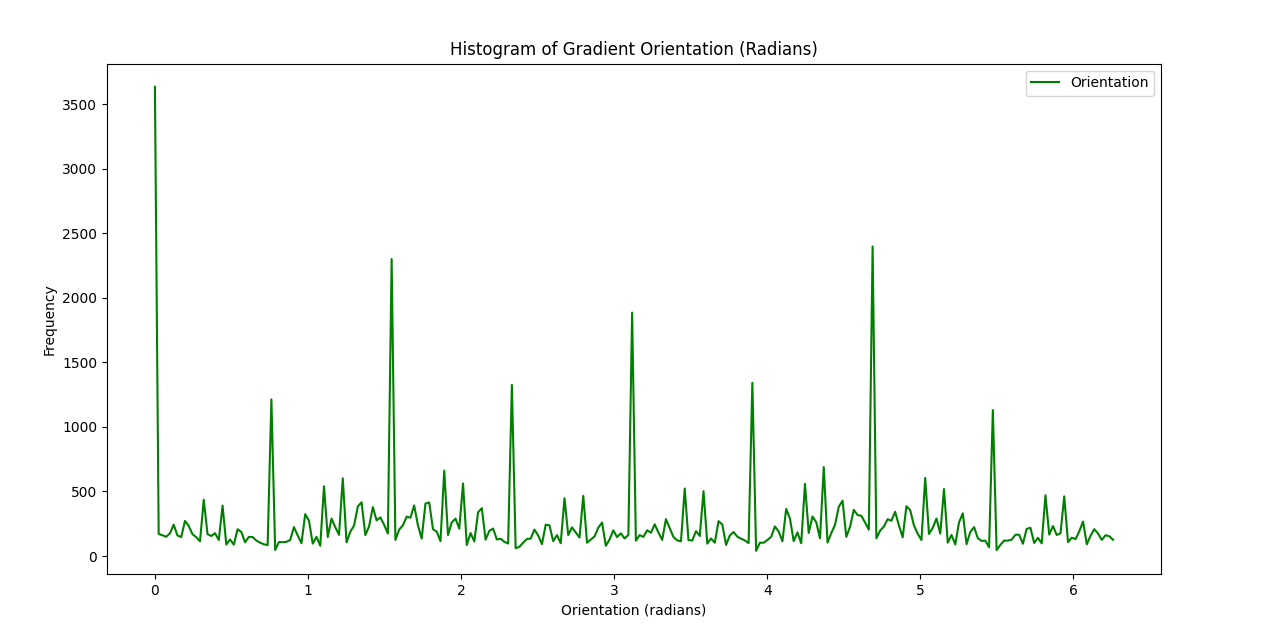 Histogram of Gradient Orientation (Radians)
Orientation
3500
3000
2500
2000
1500
1000
500
0
Frequency
0 1 2 3 4 5 6
Orientation (radians)